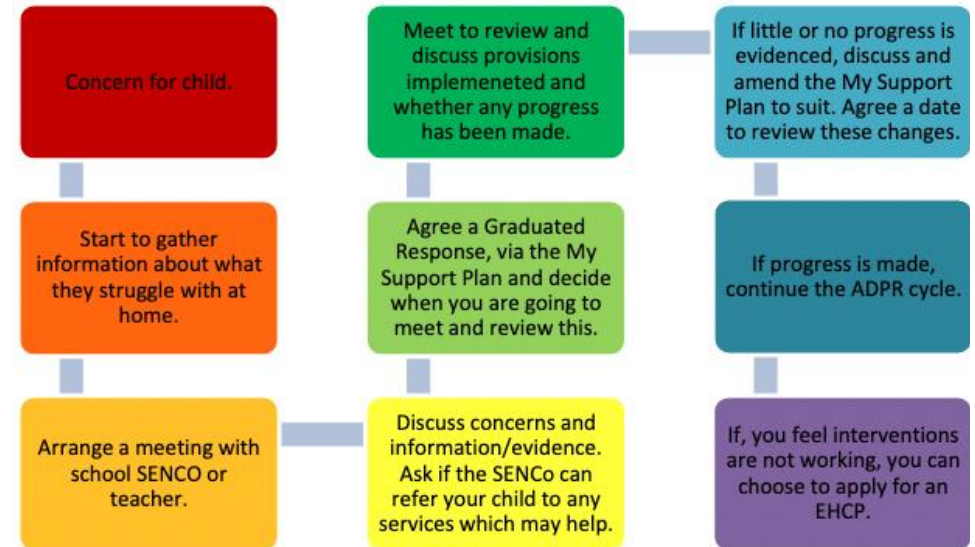 Concern for child.
Start to gather
information about what
they struggle with at
home.
Arrange a meeting with
school SENCO or
teacher.
Discuss concerns and
information/evidence.
Ask if the SENCo can
refer your child to any
services which may help.
Agree a Graduated
Response, via the My
Support Plan and decide
when you are going to
meet and review this.
Meet to review and
discuss provisions
implemeneted and
whether any progress
has been made.
If little or no progress is
evidenced, discuss and
amend the My Support
Plan to suit. Agree a date
to review these changes.
If progress is made,
continue the ADPR cycle.
If, you feel interventions
are not working, you can
choose to apply for an
EHCP.